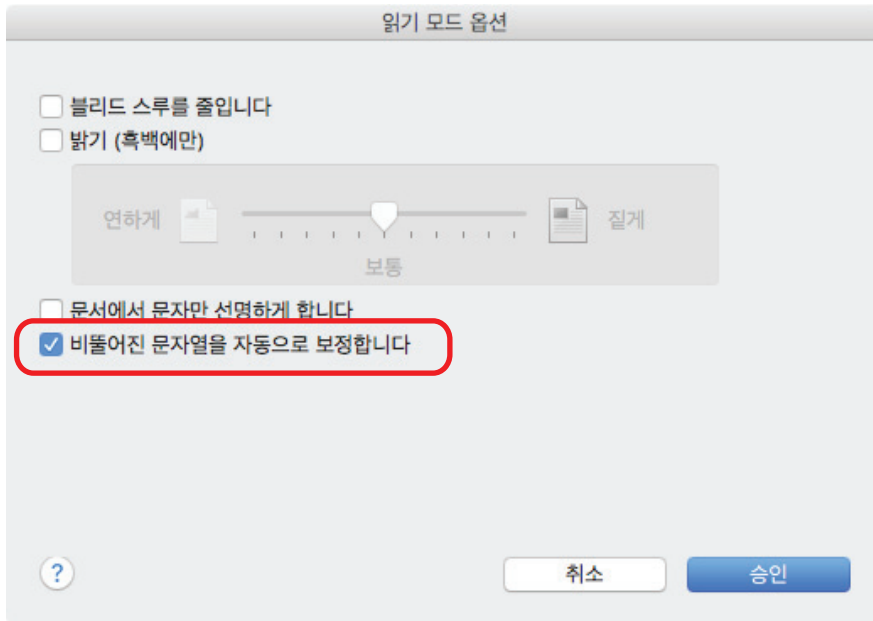 읽기 모드 옵션
블리드 스루를 줄입니다
밝기 (흑백에만)
연하게
짙게
보통
문서에서 문자만 선명하게 합니다
비뚤어진 문자열을 자동으로 보정합니다
?
취소
승인